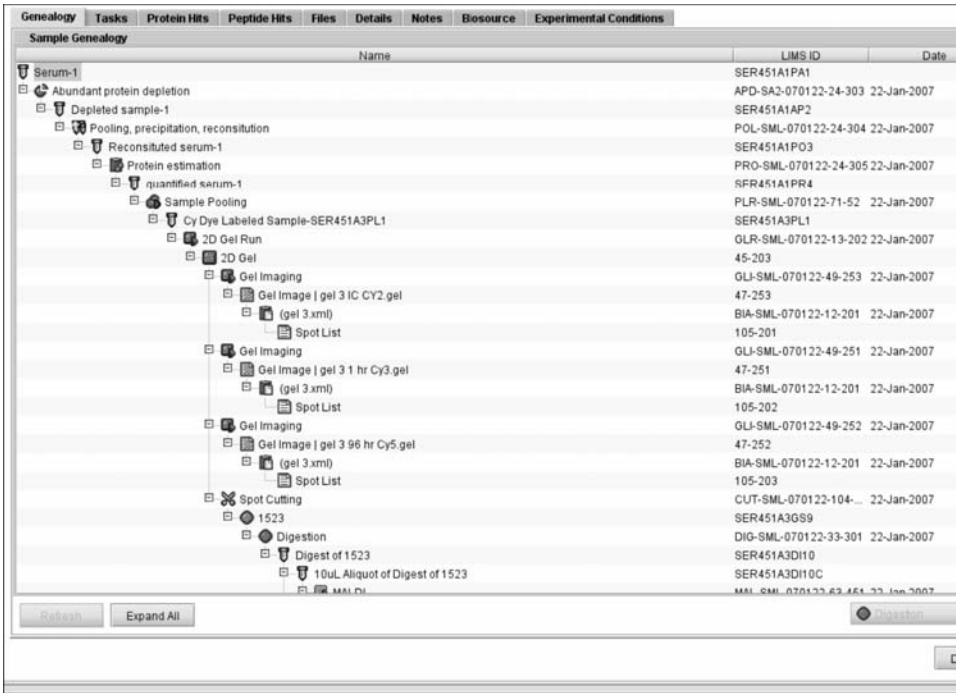 Genealogy Tasks Protein Hits Peptide Hits Files Details Notes Biosource Experimental Conditions
Sample Genealogy
Name LIMS ID Date
Serum-1 SER451A1PA1
Abundant protein depletion APD-SA2-070122-24-303 22-Jan-2007
Depleted sample-1 SER451A1AP2
Pooling, precipitation, reconsitution POL-SML-070122-24-304 22-Jan-2007
Reconsituted serum-1 SER451A1PO3
Protein estimation PRO-SML-070122-24-305 22-Jan-2007
quantified serum-1 SER451A1PR4
Sample Pooling PLR-SML-070122-71-52 22-Jan-2007
Cy Dye Labeled Sample-SER451A3PL1 SER451A3PL1
2D Gel Run GLR-SML-070122-13-202 22-Jan-2007
2D Gel 45-203
Gel Imaging GLI-SML-070122-49-253 22-Jan-2007
Gel Image | gel 3 IC CY2.gel 47-253
(gel 3.xml) BIA-SML-070122-12-201 22-Jan-2007
Spot List 105-201
Gel Imaging GLI-SML-070122-49-251 22-Jan-2007
Gel Image | gel 3 1 hr Cy3.gel 47-251
(gel 3.xml) BIA-SML-070122-12-201 22-Jan-2007
Spot List 105-202
Gel Imaging GLI-SML-070122-49-252 22-Jan-2007
Gel Image | gel 3 96 hr Cy5.gel 47-252
(gel 3.xml) BIA-SML-070122-12-201 22-Jan-2007
Spot List 105-203
Spot Cutting CUT-SML-070122-104-... 22-Jan-2007
1523 SER451A3GS9
Digestion DIG-SML-070122-33-301 22-Jan-2007
Digest of 1523 SER451A3DI10
10uL Aliquot of Digest of 1523 SER451A3DI10C
MALDI MAL-SML-070122-63-451 22-Jan-2007
Refresh Expand All Digestion
D